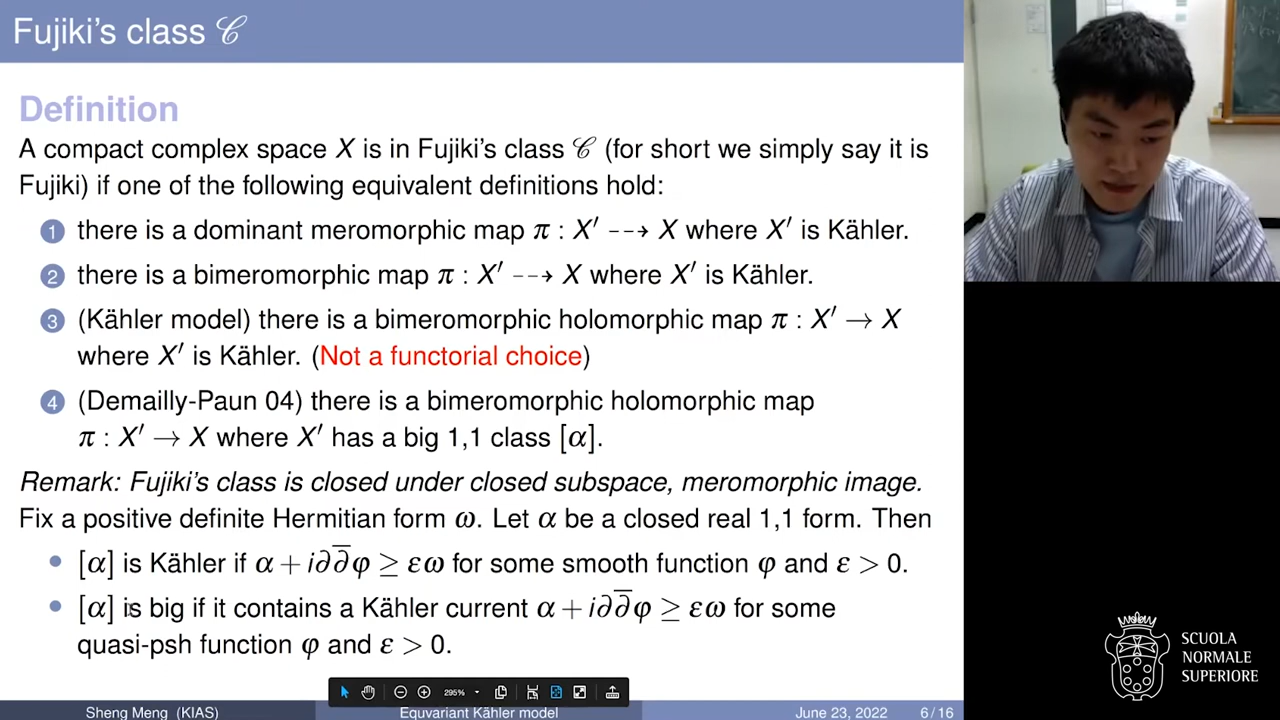 Fujiki's class 𝒞
Definition
A compact complex space X is in Fujiki's class 𝒞 (for short we simply say it is
Fujiki) if one of the following equivalent definitions hold:
1 there is a dominant meromorphic map π : X′ ⇢ X where X′ is Kähler.
2 there is a bimeromorphic map π : X′ ⇢ X where X′ is Kähler.
3 (Kähler model) there is a bimeromorphic holomorphic map π : X′ → X
where X′ is Kähler. (Not a functorial choice)
4 (Demailly-Paun 04) there is a bimeromorphic holomorphic map
π : X′ → X where X′ has a big 1,1 class [α].
Remark: Fujiki's class is closed under closed subspace, meromorphic image.
Fix a positive definite Hermitian form ω. Let α be a closed real 1,1 form. Then
• [α] is Kähler if α + i∂∂̅φ ≥ εω for some smooth function φ and ε > 0.
• [α] is big if it contains a Kähler current α + i∂∂̅φ ≥ εω for some
quasi-psh function φ and ε > 0.
295%
Sheng Meng (KIAS) Equvariant Kähler model June 23, 2022 6/16
SCUOLA
NORMALE
SUPERIORE